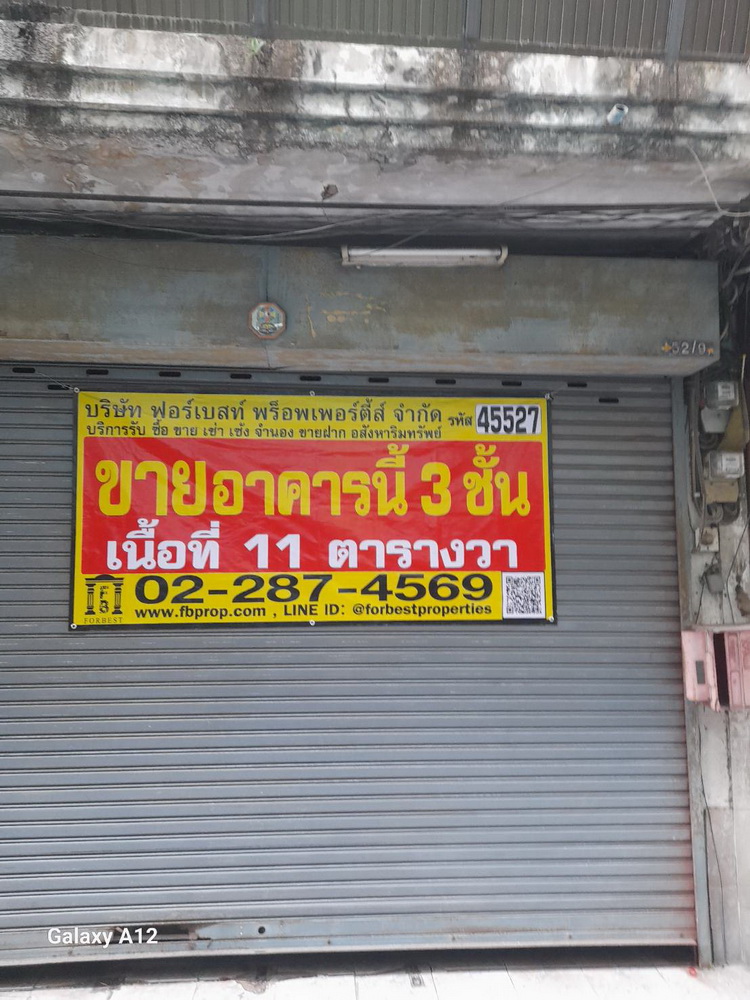 52/9
บริษัท ฟอร์เบสท์ พร็อพเพอร์ตี้ส์ จำกัด รหัส 45527
บริการรับ ซื้อ ขาย เช่า เซ้ง จำนอง ขายฝาก อสังหาริมทรัพย์
ขายอาคารนี้ 3 ชั้น
เนื้อที่ 11 ตารางวา
02-287-4569
FORBEST
www.fbprop.com , LINE ID: @forbestproperties
Galaxy A12